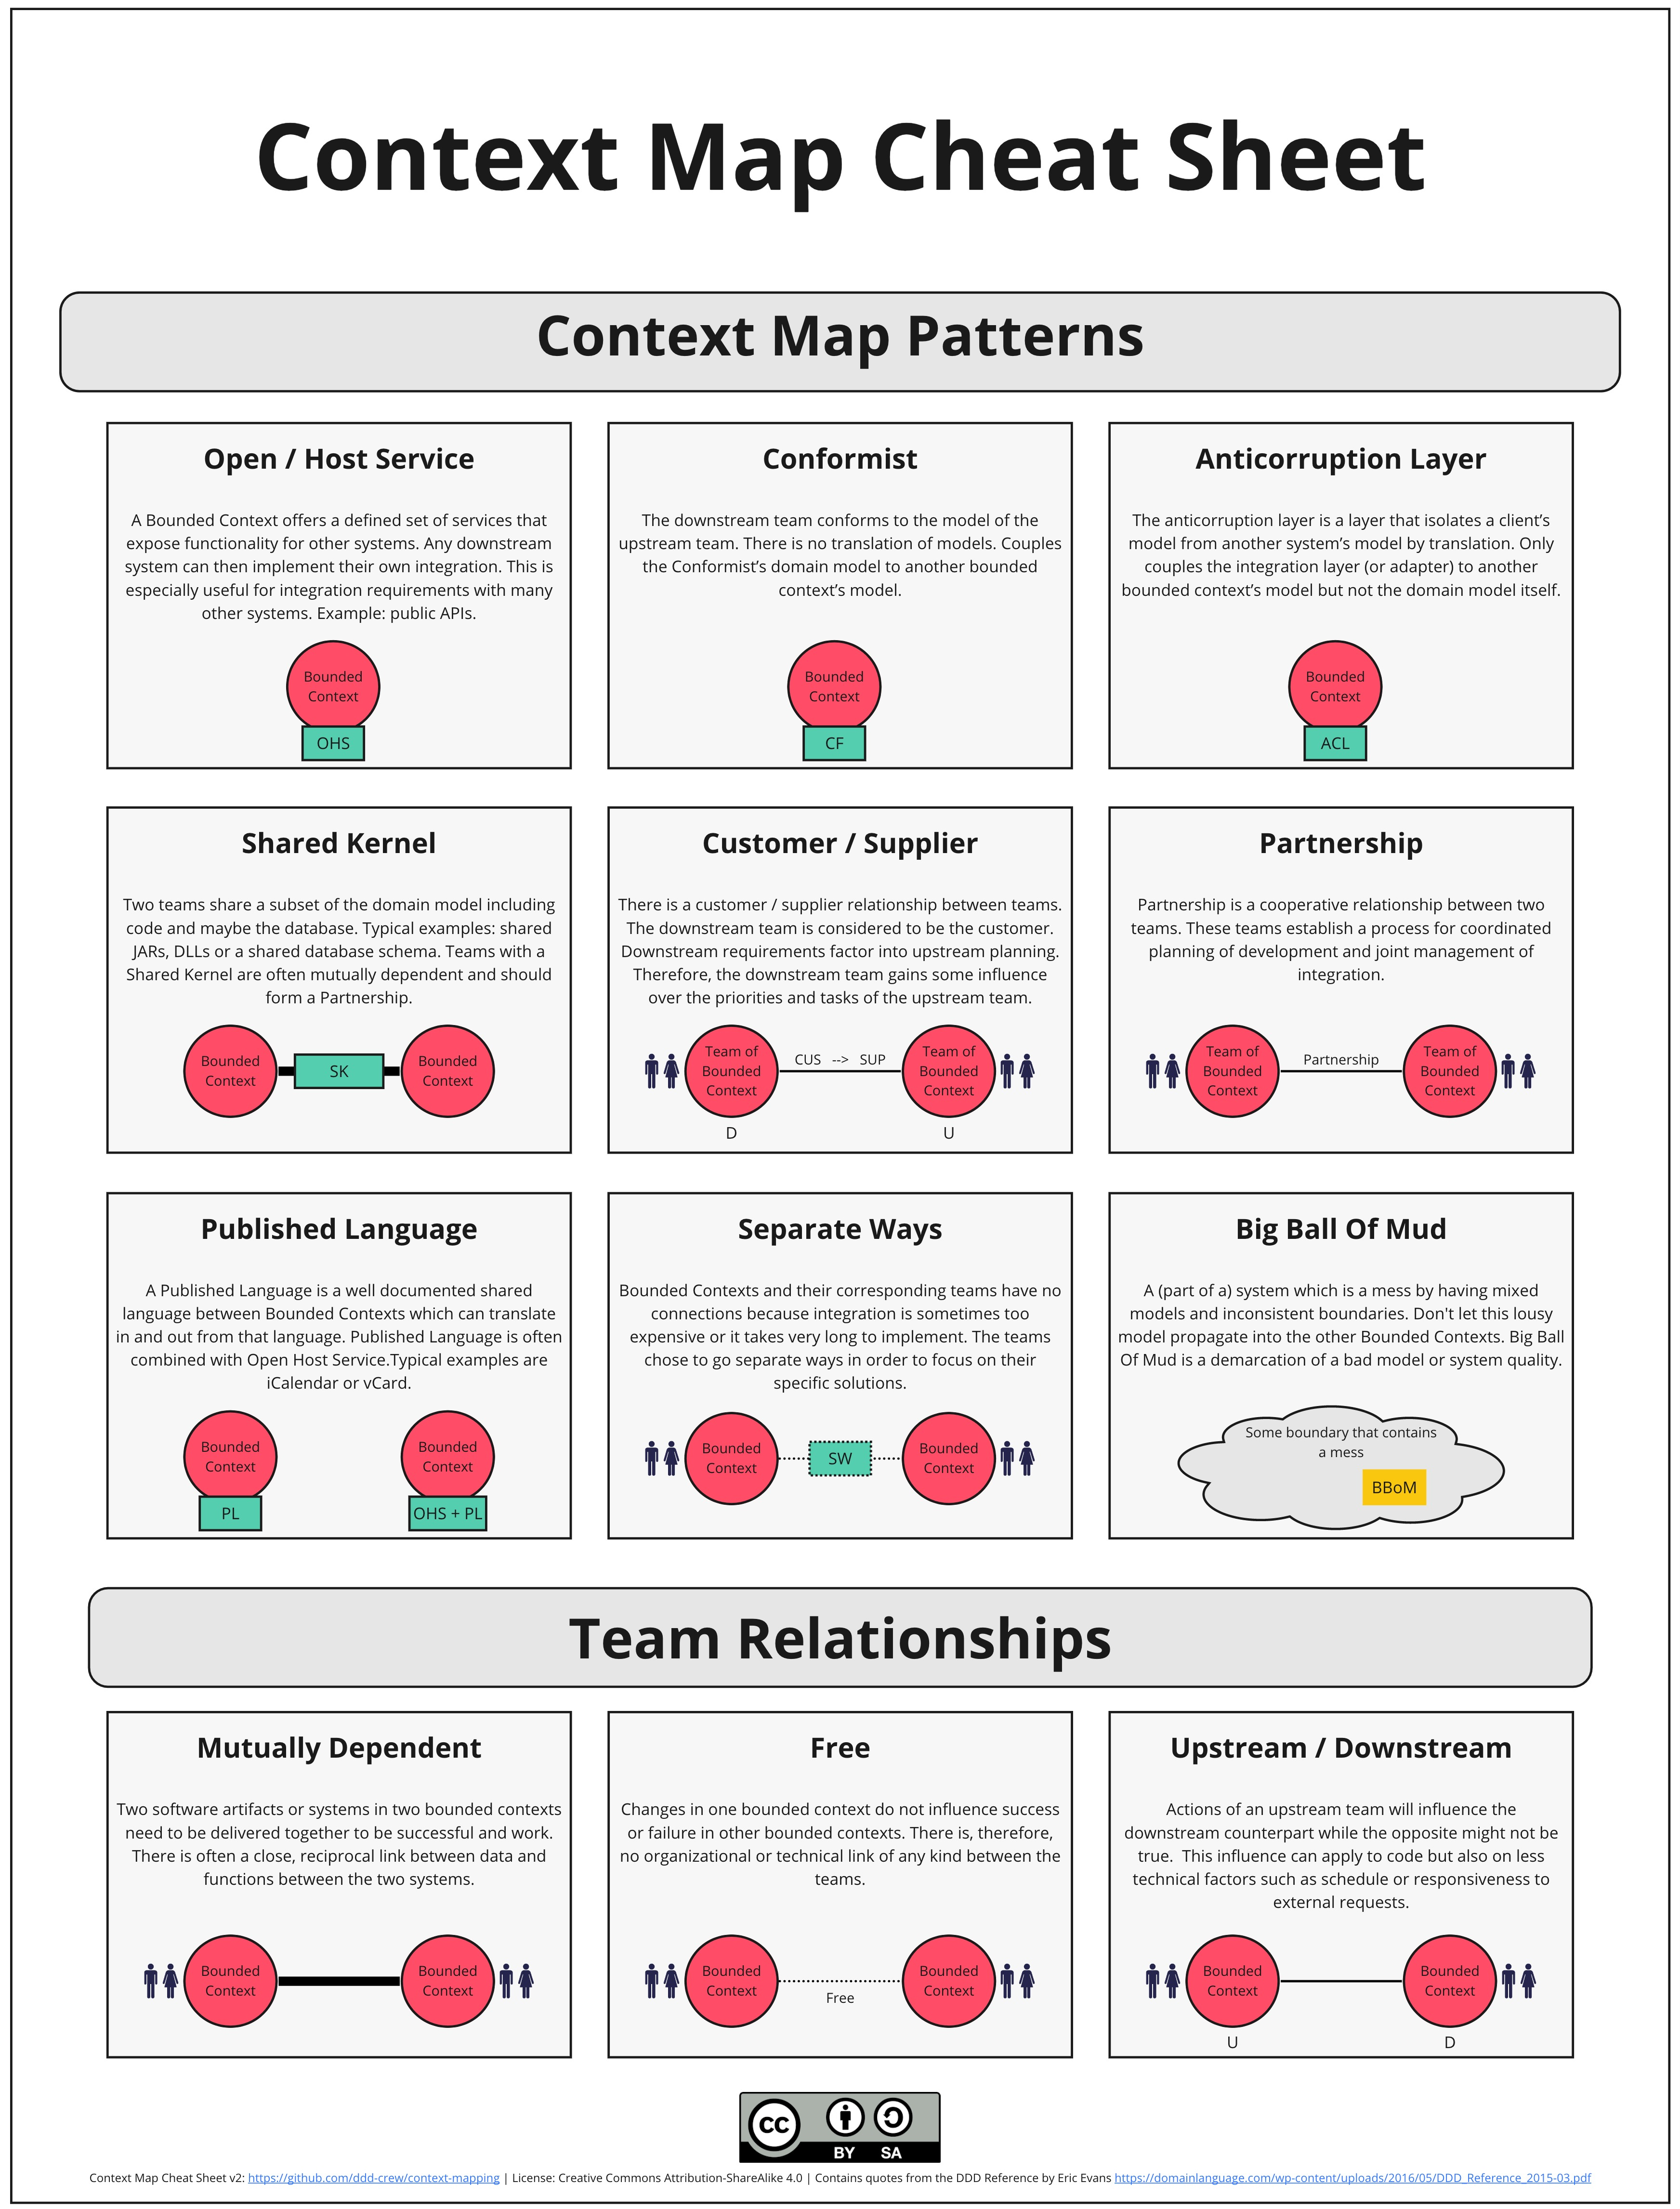 Context Map Cheat Sheet
Context Map Patterns
Open / Host Service
A Bounded Context offers a defined set of services that
expose functionality for other systems. Any downstream
system can then implement their own integration. This is
especially useful for integration requirements with many
other systems. Example: public APIs.
Bounded
Context
OHS
Conformist
The downstream team conforms to the model of the
upstream team. There is no translation of models. Couples
the Conformist’s domain model to another bounded
context’s model.
Bounded
Context
CF
Anticorruption Layer
The anticorruption layer is a layer that isolates a client’s
model from another system’s model by translation. Only
couples the integration layer (or adapter) to another
bounded context’s model but not the domain model itself.
Bounded
Context
ACL
Shared Kernel
Two teams share a subset of the domain model including
code and maybe the database. Typical examples: shared
JARs, DLLs or a shared database schema. Teams with a
Shared Kernel are often mutually dependent and should
form a Partnership.
Bounded
Context
SK
Bounded
Context
Customer / Supplier
There is a customer / supplier relationship between teams.
The downstream team is considered to be the customer.
Downstream requirements factor into upstream planning.
Therefore, the downstream team gains some influence
over the priorities and tasks of the upstream team.
Team of
Bounded
Context
CUS --> SUP
Team of
Bounded
Context
D
U
Partnership
Partnership is a cooperative relationship between two
teams. These teams establish a process for coordinated
planning of development and joint management of
integration.
Team of
Bounded
Context
Partnership
Team of
Bounded
Context
Published Language
A Published Language is a well documented shared
language between Bounded Contexts which can translate
in and out from that language. Published Language is often
combined with Open Host Service.Typical examples are
iCalendar or vCard.
Bounded
Context
PL
Bounded
Context
OHS + PL
Separate Ways
Bounded Contexts and their corresponding teams have no
connections because integration is sometimes too
expensive or it takes very long to implement. The teams
chose to go separate ways in order to focus on their
specific solutions.
Bounded
Context
SW
Bounded
Context
Big Ball Of Mud
A (part of a) system which is a mess by having mixed
models and inconsistent boundaries. Don't let this lousy
model propagate into the other Bounded Contexts. Big Ball
Of Mud is a demarcation of a bad model or system quality.
Some boundary that contains
a mess
BBoM
Team Relationships
Mutually Dependent
Two software artifacts or systems in two bounded contexts
need to be delivered together to be successful and work.
There is often a close, reciprocal link between data and
functions between the two systems.
Bounded
Context
Bounded
Context
Free
Changes in one bounded context do not influence success
or failure in other bounded contexts. There is, therefore,
no organizational or technical link of any kind between the
teams.
Bounded
Context
Free
Bounded
Context
Upstream / Downstream
Actions of an upstream team will influence the
downstream counterpart while the opposite might not be
true.  This influence can apply to code but also on less
technical factors such as schedule or responsiveness to
external requests.
Bounded
Context
Bounded
Context
U
D
cc
BY SA
Context Map Cheat Sheet v2: https://github.com/ddd-crew/context-mapping | License: Creative Commons Attribution-ShareAlike 4.0 | Contains quotes from the DDD Reference by Eric Evans https://domainlanguage.com/wp-content/uploads/2016/05/DDD_Reference_2015-03.pdf